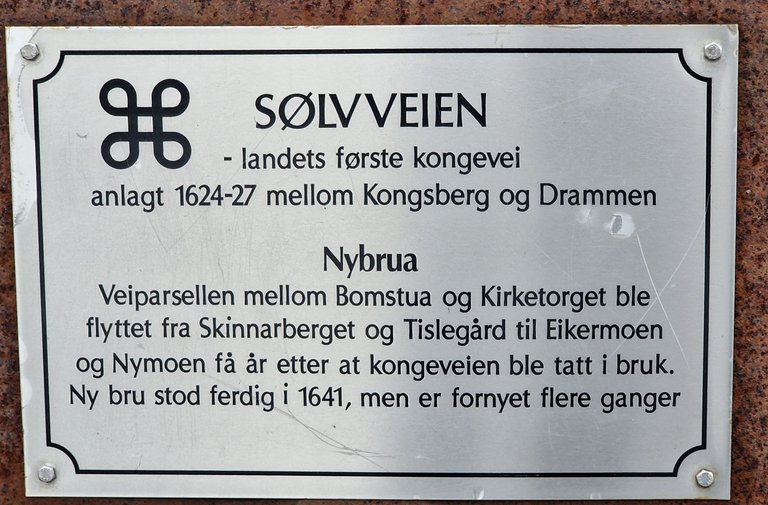 SØLVVEIEN
- landets første kongevei
anlagt 1624-27 mellom Kongsberg og Drammen
Nybrua
Veiparsellen mellom Bomstua og Kirketorget ble
flyttet fra Skinnarberget og Tislegård til Eikermoen
og Nymoen få år etter at kongeveien ble tatt i bruk.
Ny bru stod ferdig i 1641, men er fornyet flere ganger